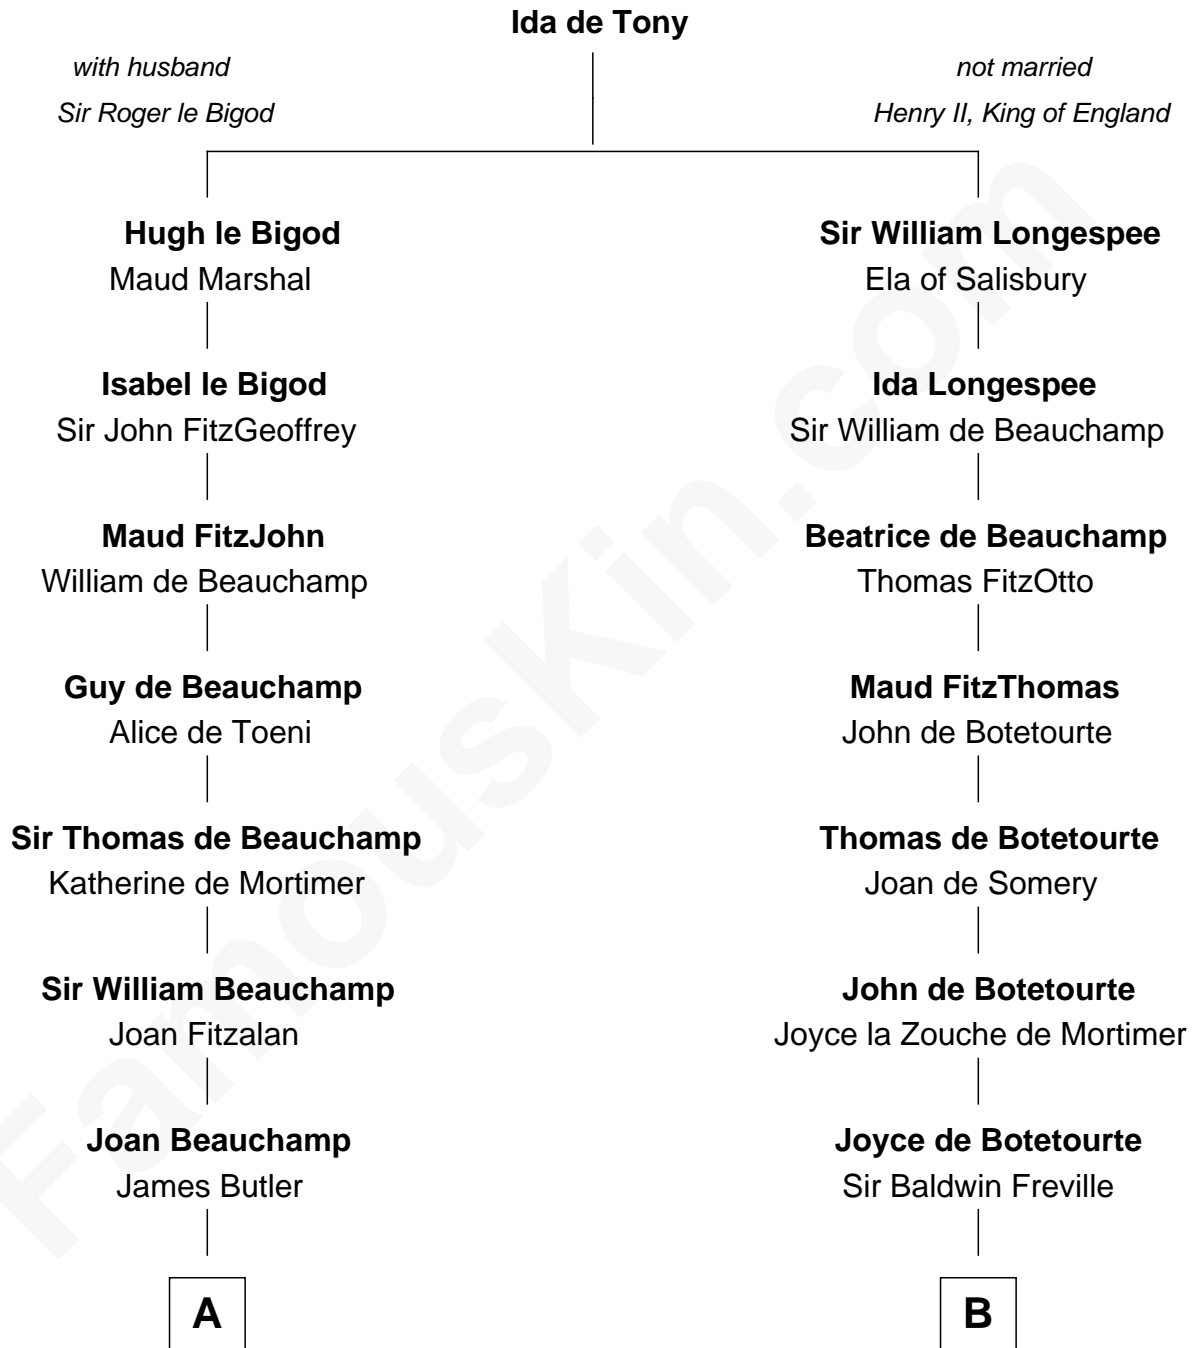 Ida de Tony
with husband
Sir Roger le Bigod
not married
Henry II, King of England
Hugh le Bigod
Maud Marshal
Sir William Longespee
Ela of Salisbury
Isabel le Bigod
Sir John FitzGeoffrey
Ida Longespee
Sir William de Beauchamp
Maud FitzJohn
William de Beauchamp
Beatrice de Beauchamp
Thomas FitzOtto
Guy de Beauchamp
Alice de Toeni
Maud FitzThomas
John de Botetourte
Sir Thomas de Beauchamp
Katherine de Mortimer
Thomas de Botetourte
Joan de Somery
Sir William Beauchamp
Joan Fitzalan
John de Botetourte
Joyce la Zouche de Mortimer
Joan Beauchamp
James Butler
Joyce de Botetourte
Sir Baldwin Freville
A
B
FamousKin.com